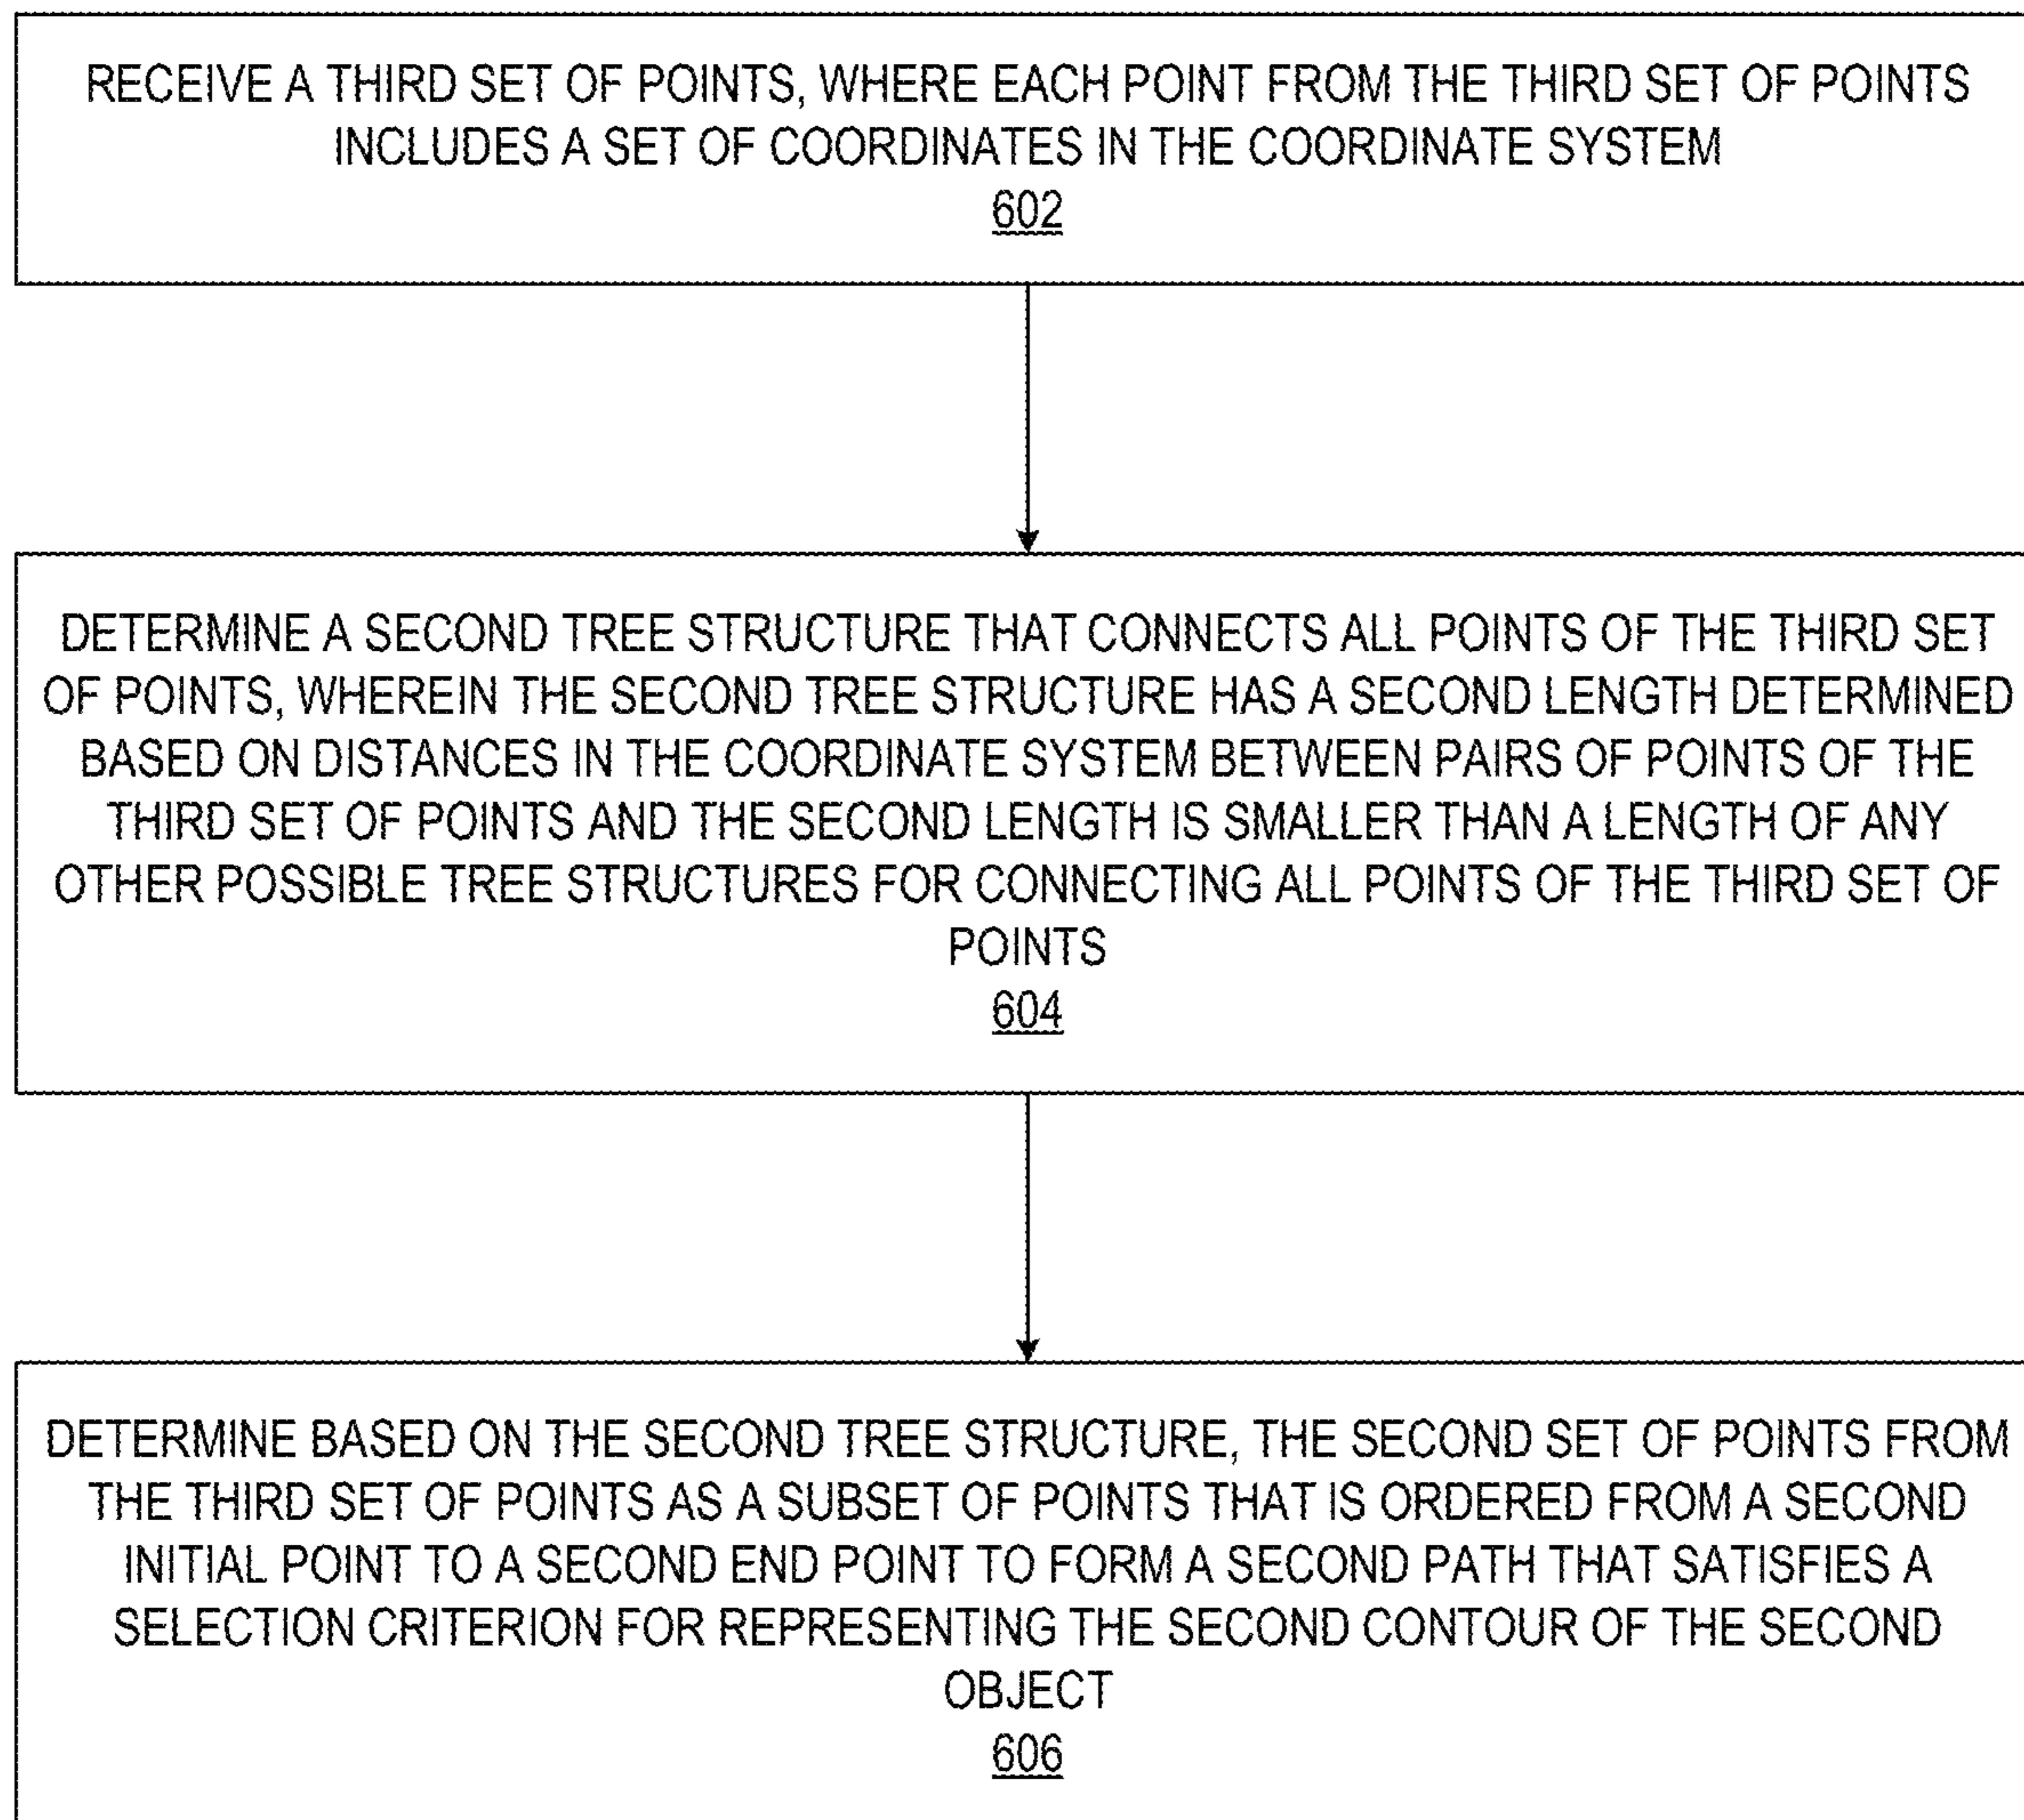 RECEIVE A THIRD SET OF POINTS, WHERE EACH POINT FROM THE THIRD SET OF POINTS
INCLUDES A SET OF COORDINATES IN THE COORDINATE SYSTEM
602
DETERMINE A SECOND TREE STRUCTURE THAT CONNECTS ALL POINTS OF THE THIRD SET
OF POINTS, WHEREIN THE SECOND TREE STRUCTURE HAS A SECOND LENGTH DETERMINED
BASED ON DISTANCES IN THE COORDINATE SYSTEM BETWEEN PAIRS OF POINTS OF THE
THIRD SET OF POINTS AND THE SECOND LENGTH IS SMALLER THAN A LENGTH OF ANY
OTHER POSSIBLE TREE STRUCTURES FOR CONNECTING ALL POINTS OF THE THIRD SET OF
POINTS
604
DETERMINE BASED ON THE SECOND TREE STRUCTURE, THE SECOND SET OF POINTS FROM
THE THIRD SET OF POINTS AS A SUBSET OF POINTS THAT IS ORDERED FROM A SECOND
INITIAL POINT TO A SECOND END POINT TO FORM A SECOND PATH THAT SATISFIES A
SELECTION CRITERION FOR REPRESENTING THE SECOND CONTOUR OF THE SECOND
OBJECT
606